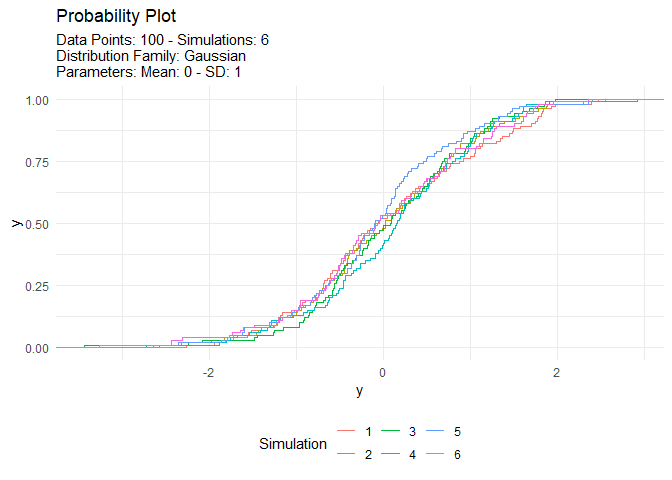 Probability Plot
Data Points: 100 - Simulations: 6
Distribution Family: Gaussian
Parameters: Mean: 0 - SD: 1
1.00
0.75
0.50
0.25
0.00
y
-2 0 2
y
Simulation
1 3 5
2 4 6